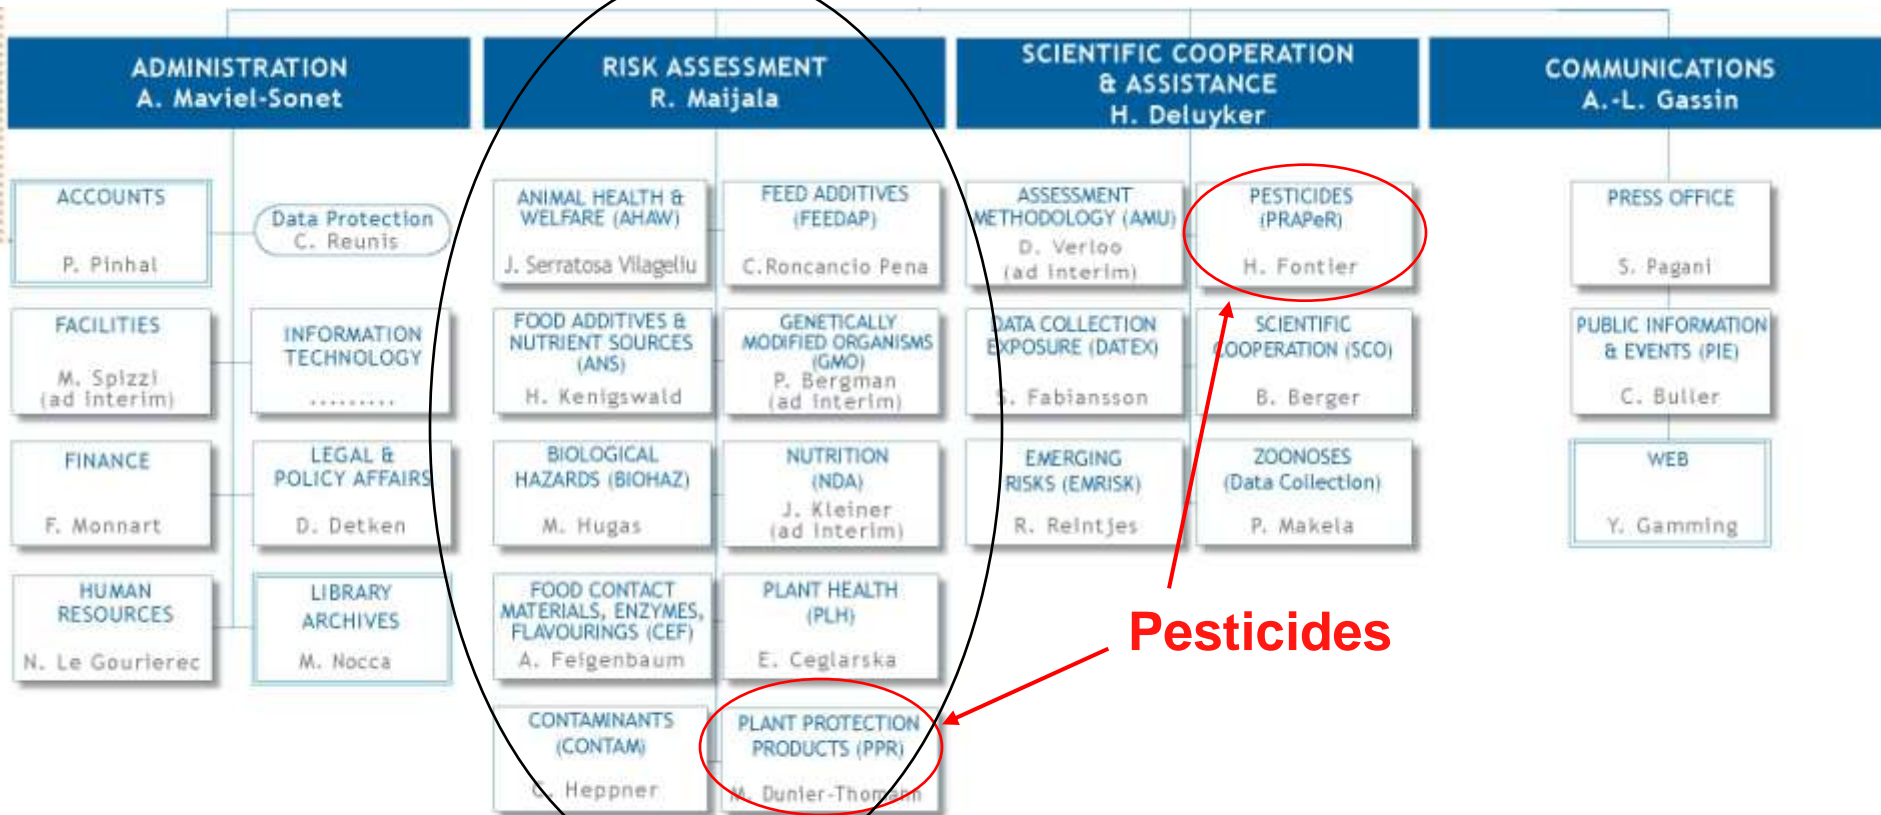 ADMINISTRATION
A. Maviel-Sonet
RISK ASSESSMENT
R. Maijala
SCIENTIFIC COOPERATION
& ASSISTANCE
H. Deluyker
COMMUNICATIONS
A.-L. Gassin
ACCOUNTS
P. Pinhal
Data Protection
C. Reunis
FACILITIES
M. Spizzi
(ad interim)
INFORMATION
TECHNOLOGY
.........
FINANCE
F. Monnart
LEGAL &
POLICY AFFAIRS
D. Detken
HUMAN
RESOURCES
N. Le Gourierec
LIBRARY
ARCHIVES
M. Nocca
ANIMAL HEALTH &
WELFARE (AHAW)
J. Serratosa Vilageliu
FEED ADDITIVES
(FEEDAP)
C.Roncancio Pena
FOOD ADDITIVES &
NUTRIENT SOURCES
(ANS)
H. Kenigswald
GENETICALLY
MODIFIED ORGANISMS
(GMO)
P. Bergman
(ad interim)
BIOLOGICAL
HAZARDS (BIOHAZ)
M. Hugas
NUTRITION
(NDA)
J. Kleiner
(ad interim)
FOOD CONTACT
MATERIALS, ENZYMES,
FLAVOURINGS (CEF)
A. Feigenbaum
PLANT HEALTH
(PLH)
E. Ceglarska
CONTAMINANTS
(CONTAM)
C. Heppner
PLANT PROTECTION
PRODUCTS (PPR)
M. Dunier-Thomann
ASSESSMENT
METHODOLOGY (AMU)
D. Verloo
(ad interim)
PESTICIDES
(PRAPeR)
H. Fontier
DATA COLLECTION
EXPOSURE (DATEX)
S. Fabiansson
SCIENTIFIC
COOPERATION (SCO)
B. Berger
EMERGING
RISKS (EMRISK)
R. Reintjes
ZOONOSES
(Data Collection)
P. Makela
PRESS OFFICE
S. Pagani
PUBLIC INFORMATION
& EVENTS (PIE)
C. Buller
WEB
Y. Gamming
Pesticides